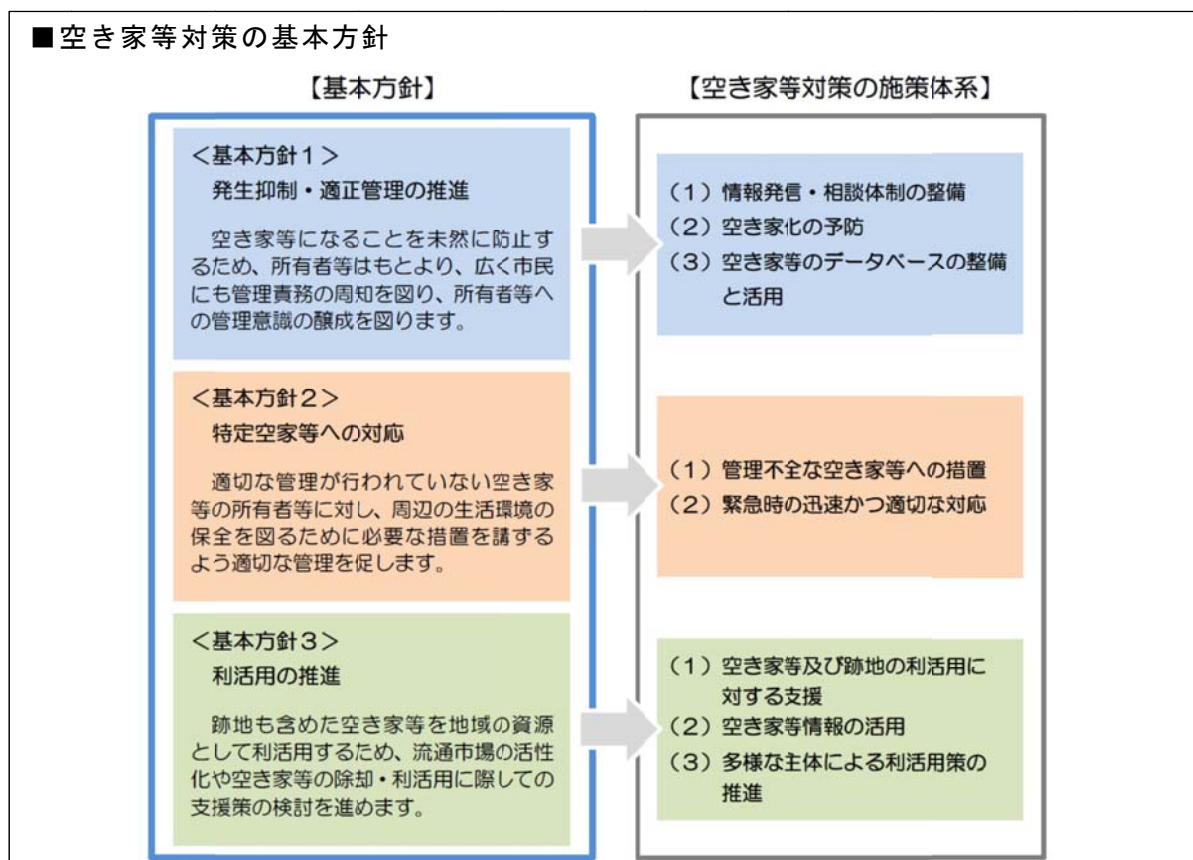 ■空き家等対策の基本方針
【基本方針】
<基本方針1>
発生抑制・適正管理の推進
空き家等になることを未然に防止す
るため、所有者等はもとより、広く市民
にも管理責務の周知を図り、所有者等へ
の管理意識の醸成を図ります。
<基本方針2>
特定空家等への対応
適切な管理が行われていない空き家
等の所有者等に対し、周辺の生活環境の
保全を図るために必要な措置を講ずる
よう適切な管理を促します。
<基本方針3>
利活用の推進
跡地も含めた空き家等を地域の資源
として利活用するため、流通市場の活性
化や空き家等の除却・利活用に際しての
支援策の検討を進めます。
【空き家等対策の施策体系】
(1)情報発信・相談体制の整備
(2)空き家化の予防
(3)空き家等のデータベースの整備
と活用
(1)管理不全な空き家等への措置
(2)緊急時の迅速かつ適切な対応
(1)空き家等及び跡地の利活用に
対する支援
(2)空き家等情報の活用
(3)多様な主体による利活用策の
推進